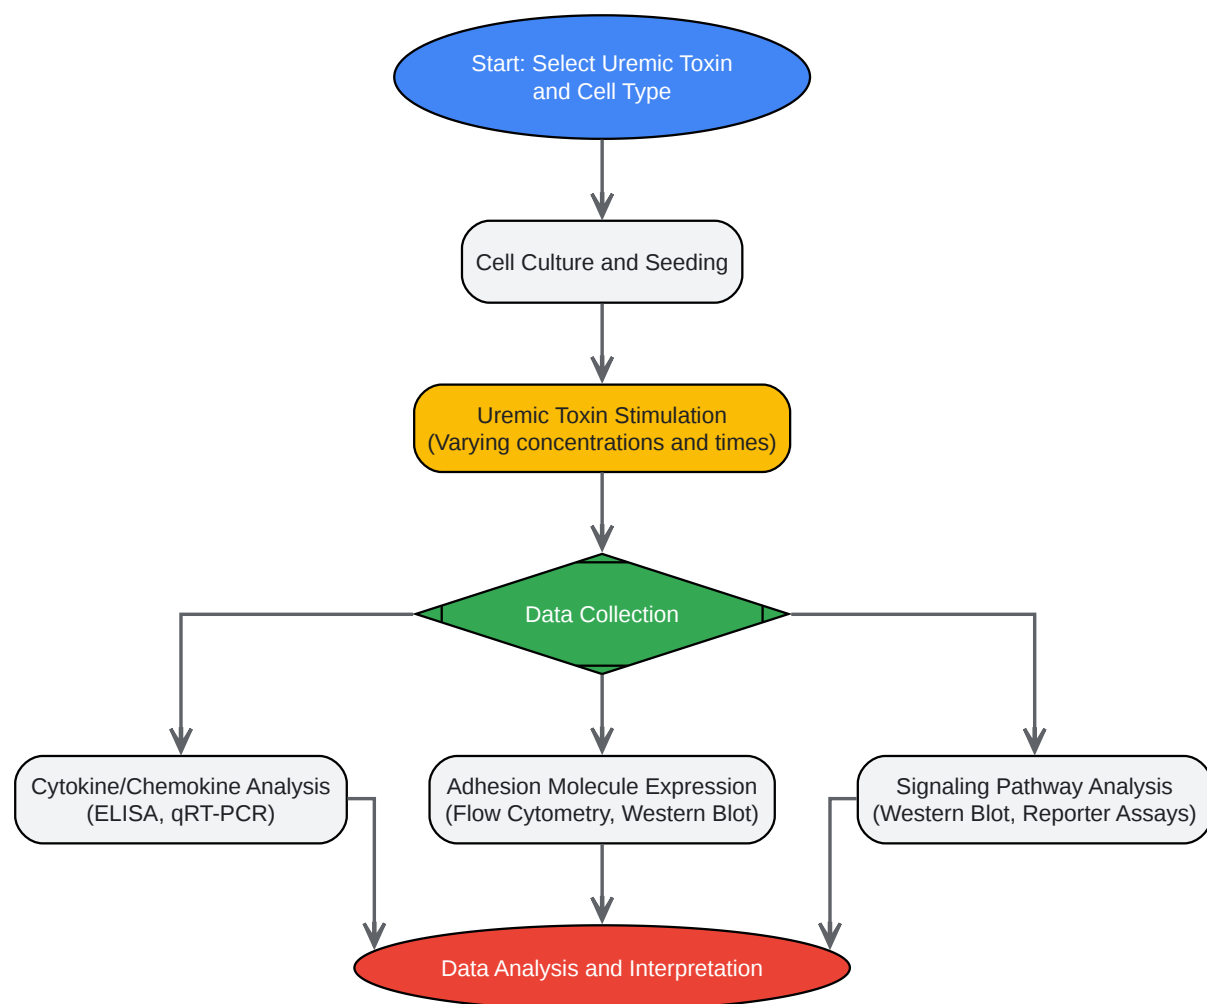 Start: Select Uremic Toxin
and Cell Type
Cell Culture and Seeding
Uremic Toxin Stimulation
(Varying concentrations and times)
Data Collection
Cytokine/Chemokine Analysis
(ELISA, qRT-PCR)
Adhesion Molecule Expression
(Flow Cytometry, Western Blot)
Signaling Pathway Analysis
(Western Blot, Reporter Assays)
Data Analysis and Interpretation